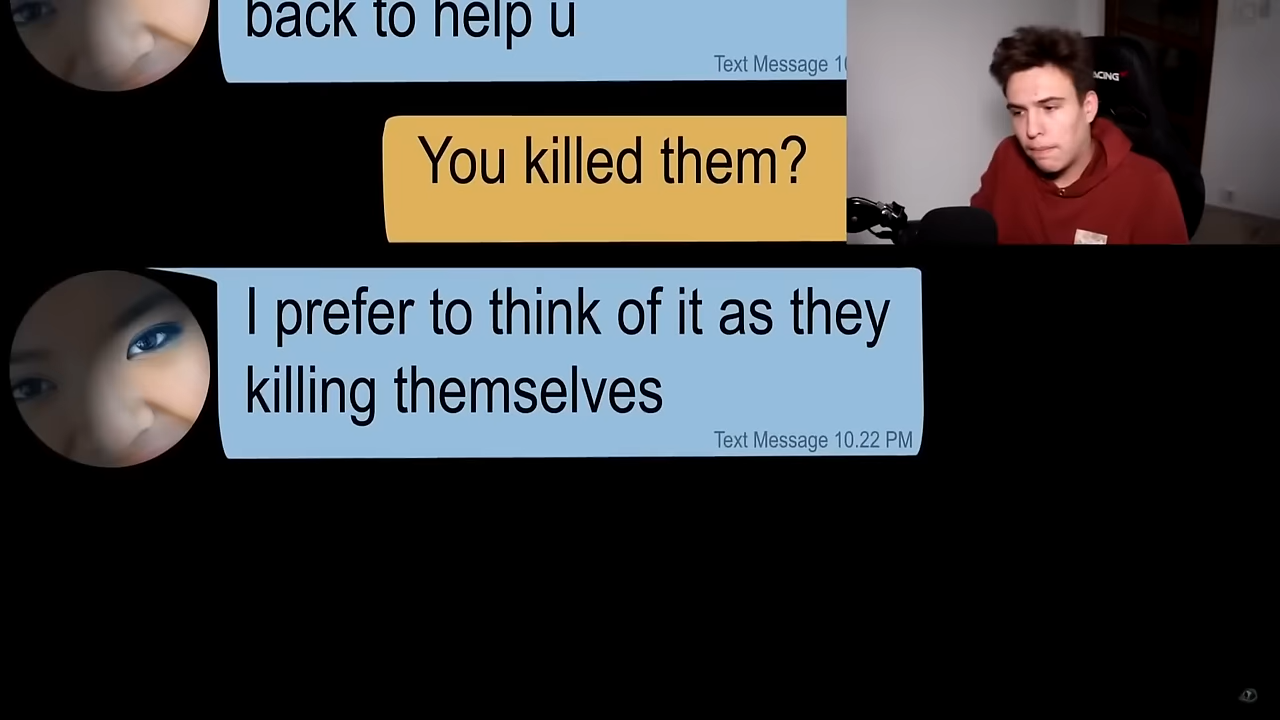 back to help u
Text Message 1
You killed them?
I prefer to think of it as they
killing themselves
Text Message 10.22 PM
ACING